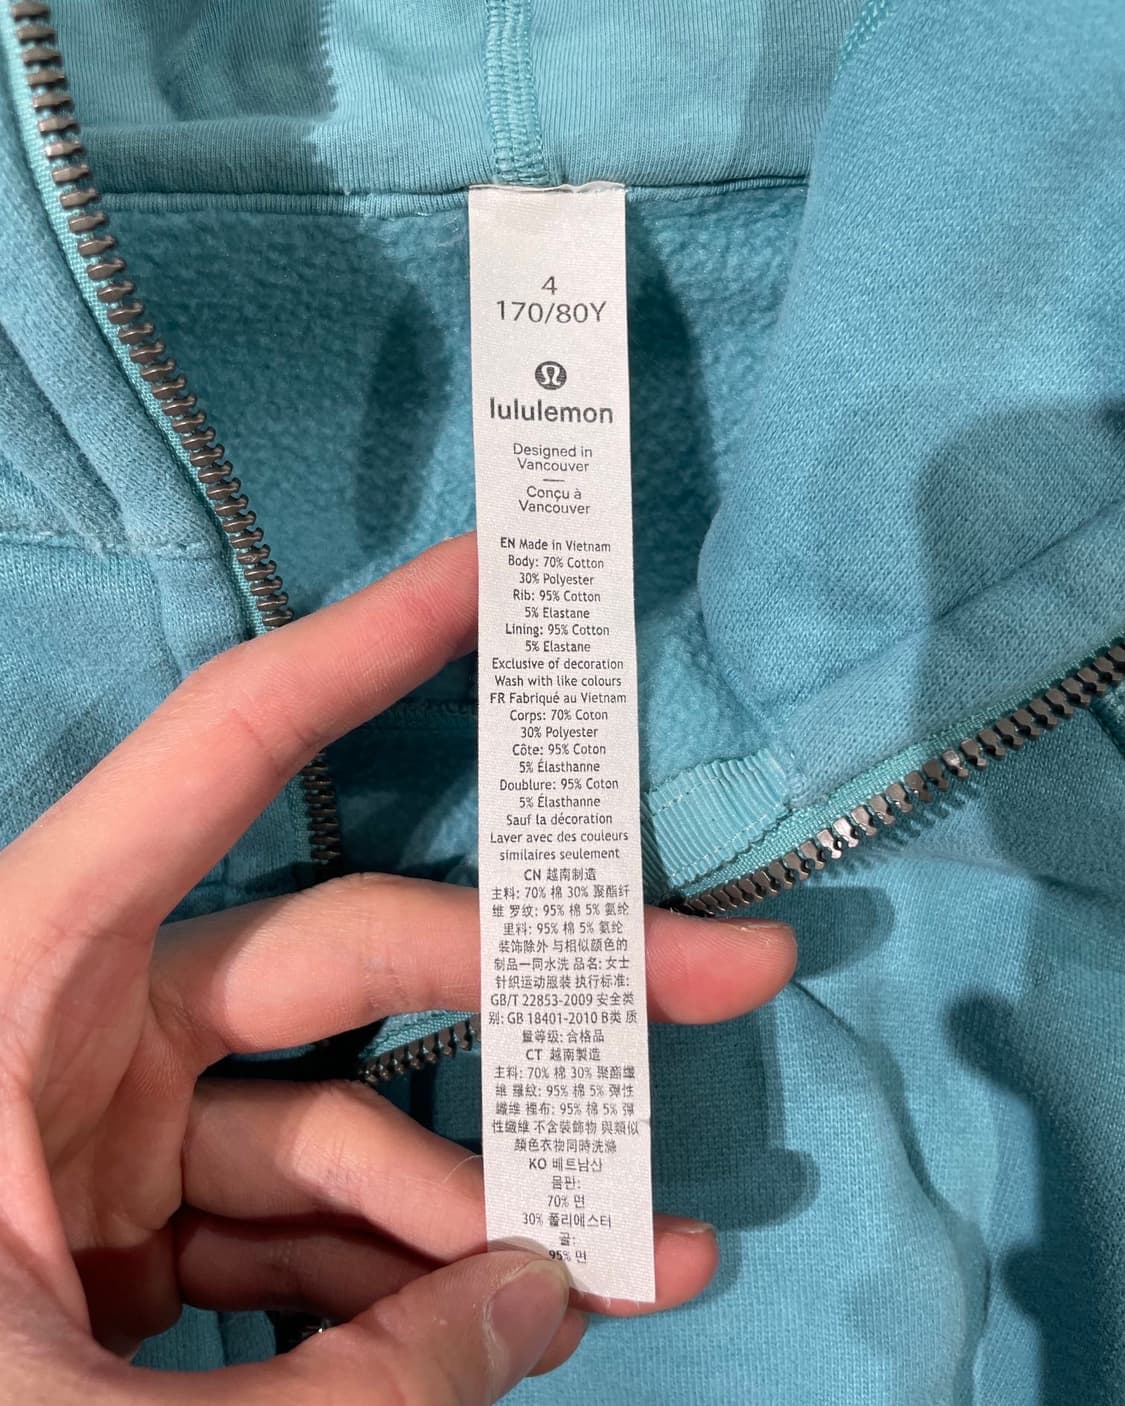 4
170/80Y
lululemon
Designed in
Vancouver
Conçu à
Vancouver
EN Made in Vietnam
Body: 70% Cotton
30% Polyester
Rib: 95% Cotton
5% Elastane
Lining: 95% Cotton
5% Elastane
Exclusive of decoration
Wash with like colours
FR Fabriqué au Vietnam
Corps: 70% Coton
30% Polyester
Côte: 95% Coton
5% Élasthanne
Doublure: 95% Coton
5% Élasthanne
Sauf la décoration
Laver avec des couleurs
similaires seulement
CN 越南制造
主料: 70% 棉 30% 聚酯纤
维 罗纹: 95% 棉 5% 氨纶
里料: 95% 棉 5% 氨纶
装饰除外 与相似颜色的
制品一同水洗 品名: 女士
针织运动服装 执行标准:
GB/T 22853-2009 安全类
别: GB 18401-2010 B类 质
量等级: 合格品
CT 越南製造
主料: 70% 棉 30% 聚酯纖
維 羅紋: 95% 棉 5% 彈性
纖維 裡布: 95% 棉 5% 彈
性纖維 不含裝飾物 與類似
顏色衣物同時洗滌
KO 베트남산
몸판:
70% 면
30% 폴리에스터
골:
95% 면